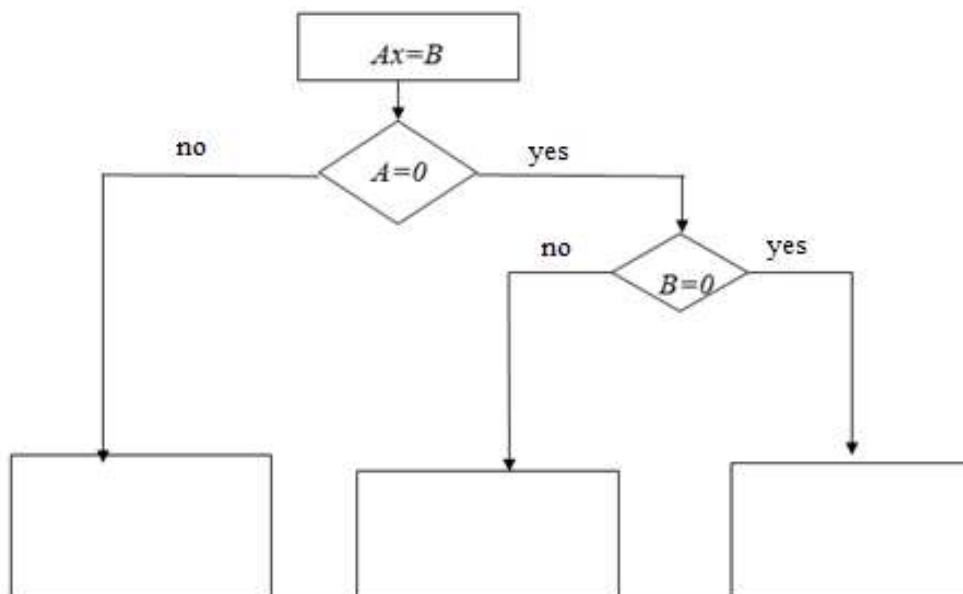 Ax=B
no
A=0
yes
no
B=0
yes